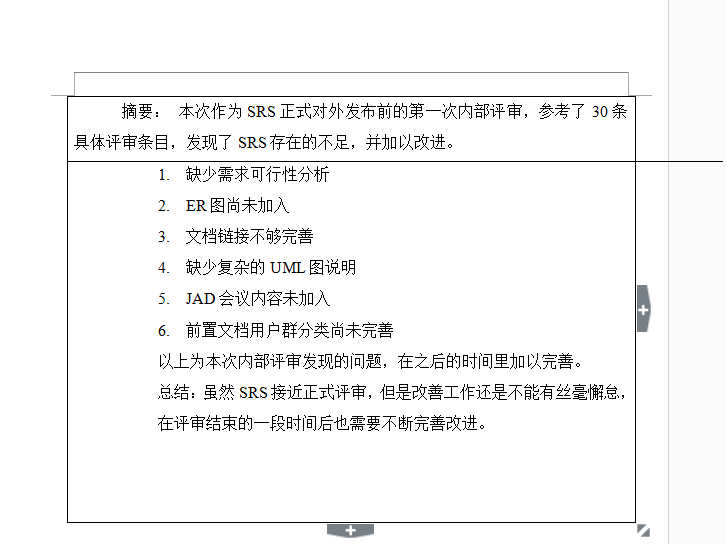 摘要： 本次作为 SRS 正式对外发布前的第一次内部评审，参考了 30 条
具体评审条目，发现了 SRS 存在的不足，并加以改进。
1. 缺少需求可行性分析
2. ER 图尚未加入
3. 文档链接不够完善
4. 缺少复杂的 UML 图说明
5. JAD 会议内容未加入
6. 前置文档用户群分类尚未完善
以上为本次内部评审发现的问题，在之后的时间里加以完善。
总结：虽然 SRS 接近正式评审，但是改善工作还是不能有丝毫懈怠，
在评审结束的一段时间后也需要不断完善改进。